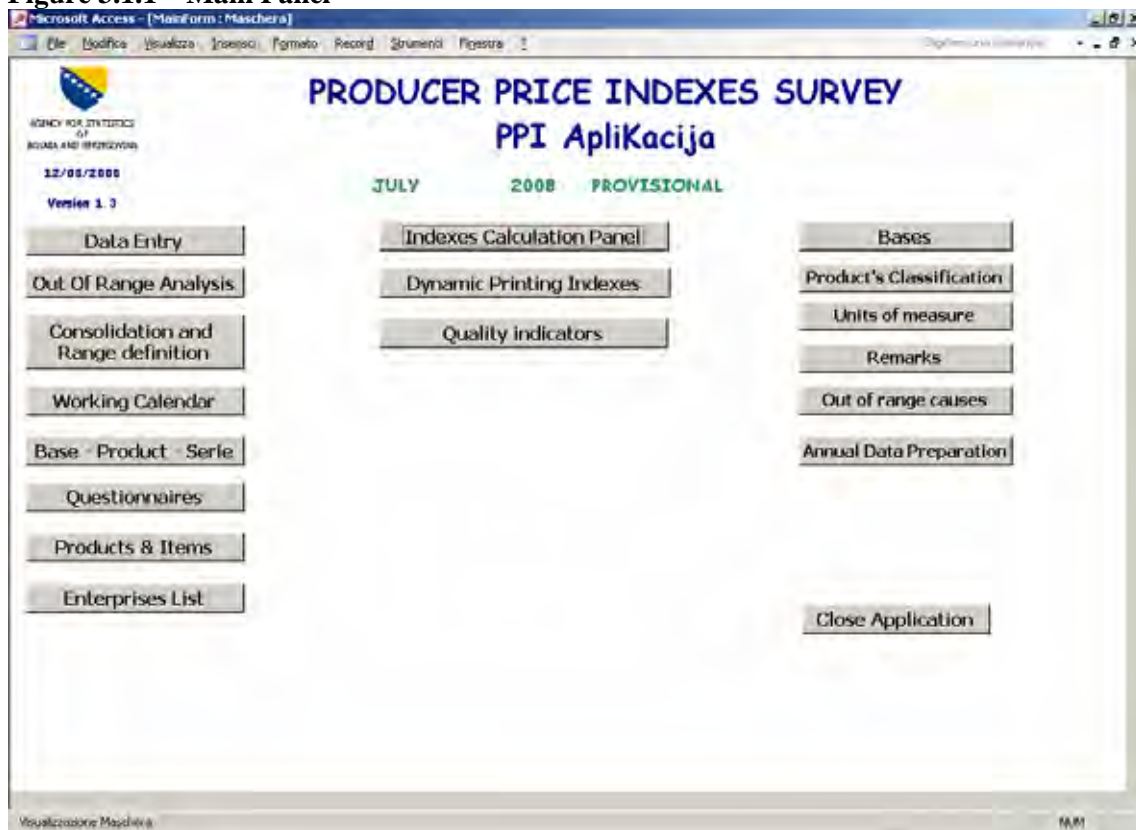 Figure 3.1.1 – Main Panel
Microsoft Access - [MainForm : Maschera]
File Modifica Visualizza Inserisci Formato Record Strumenti Finestra ?
AGENCY FOR STATISTICS
OF
BOSNIA AND HERZEGOVINA
Version 1.3
PRODUCER PRICE INDEXES SURVEY
PPI ApliKacija
JULY 2008 PROVISIONAL
Data Entry
Out Of Range Analysis
Consolidation and
Range definition
Working Calendar
Base - Product - Serie
Questionnaires
Products & Items
Enterprises List
Indexes Calculation Panel
Dynamic Printing Indexes
Quality indicators
Bases
Product's Classification
Units of measure
Remarks
Out of range causes
Annual Data Preparation
Close Application
Visualizzazione Maschera
NUM